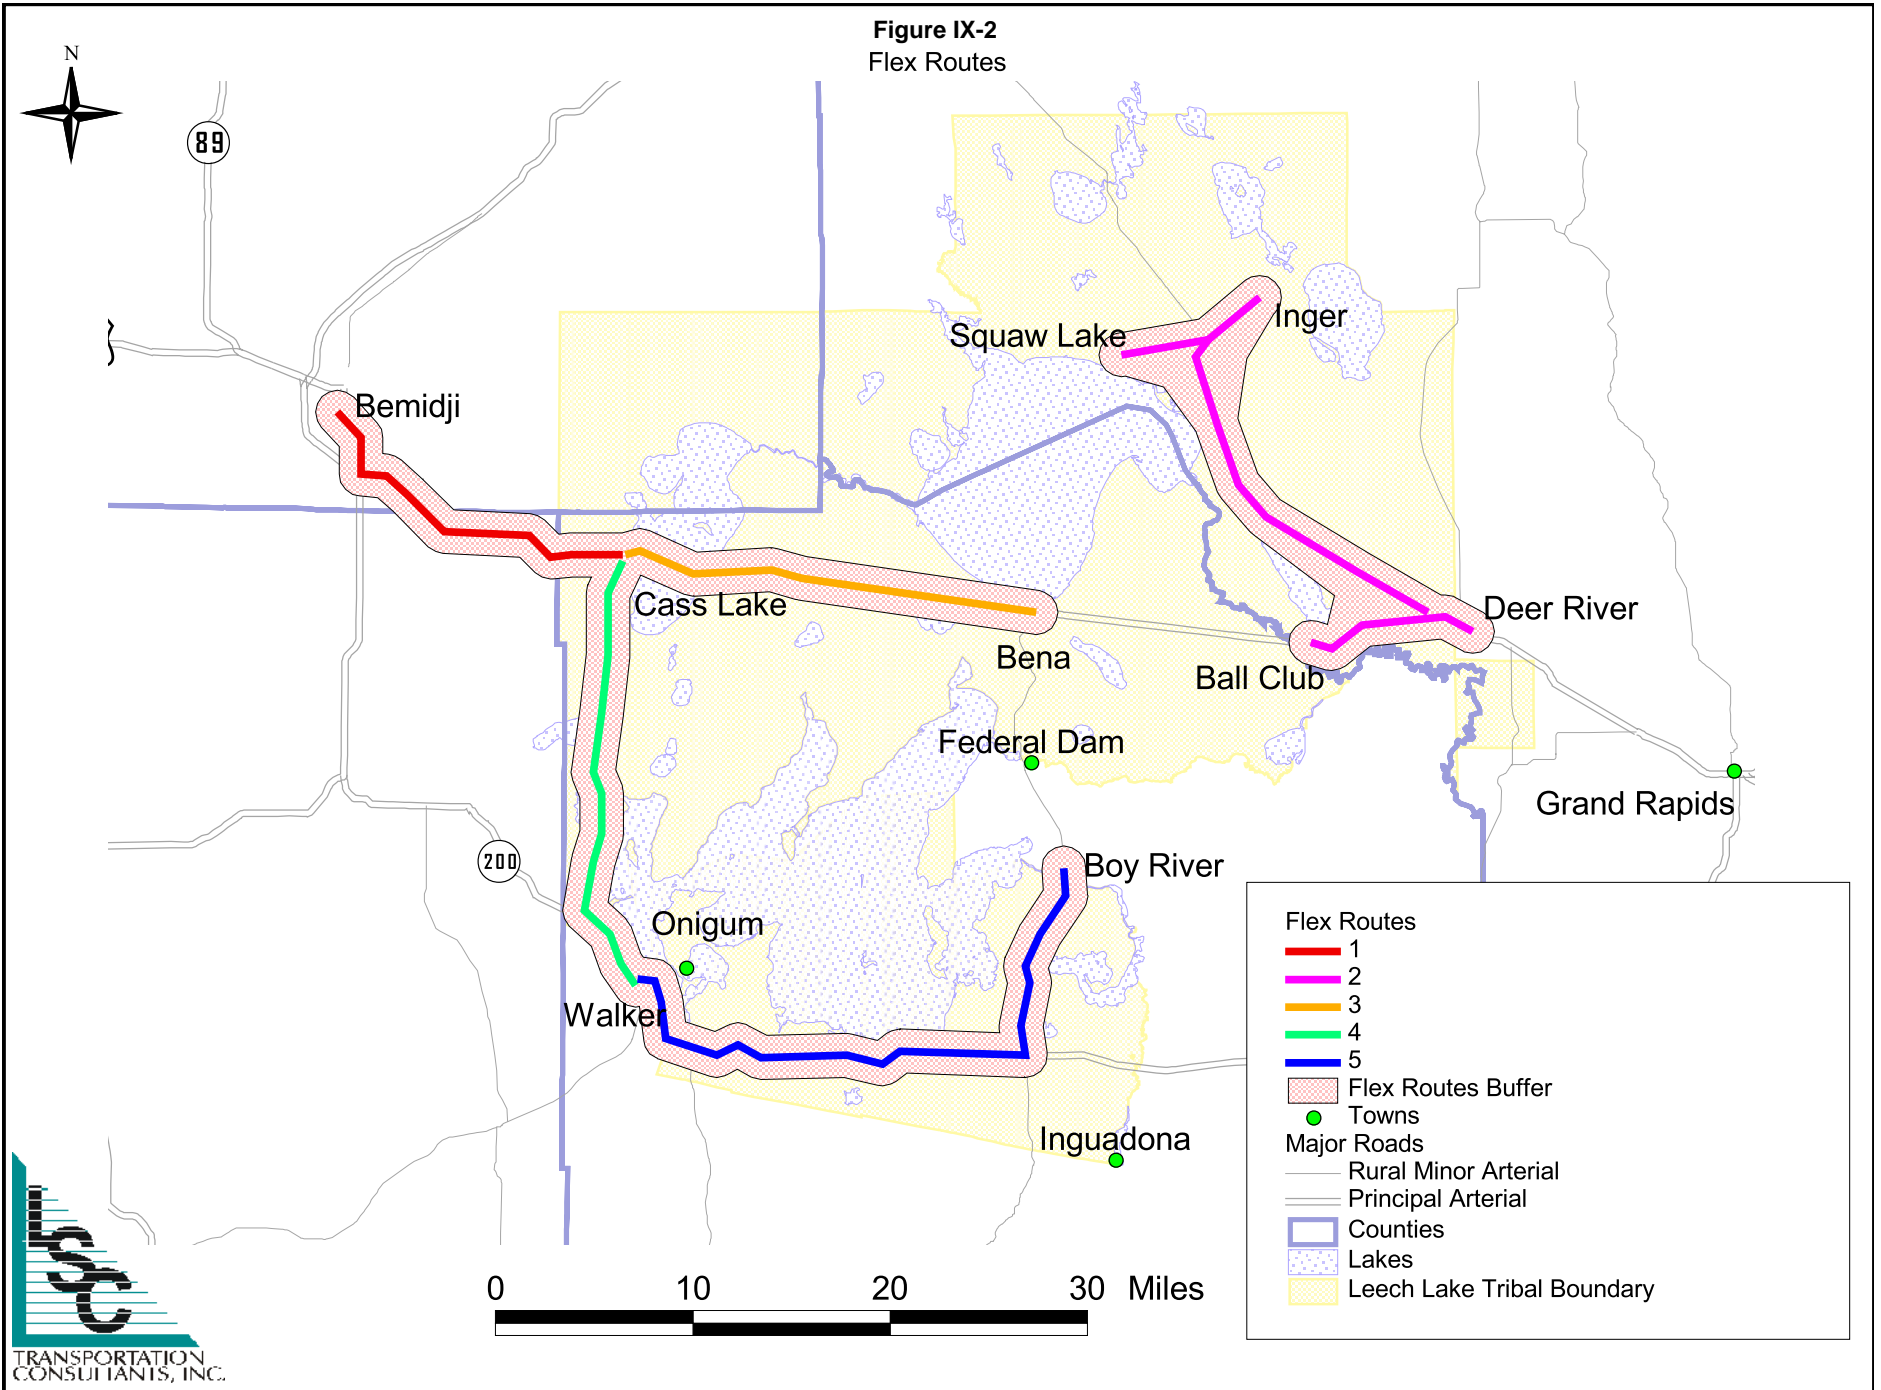 Figure IX-2
Flex Routes
N
89
Inger
Squaw Lake
Bemidji
Cass Lake
Deer River
Bena
Ball Club
Federal Dam
Grand Rapids
200
Boy River
Onigum
Walker
Inguadona
Flex Routes
1
2
3
4
5
Flex Routes Buffer
Towns
Major Roads
Rural Minor Arterial
Principal Arterial
Counties
Lakes
Leech Lake Tribal Boundary
0 10 20 30 Miles
LSC
TRANSPORTATION
CONSULTANTS, INC.